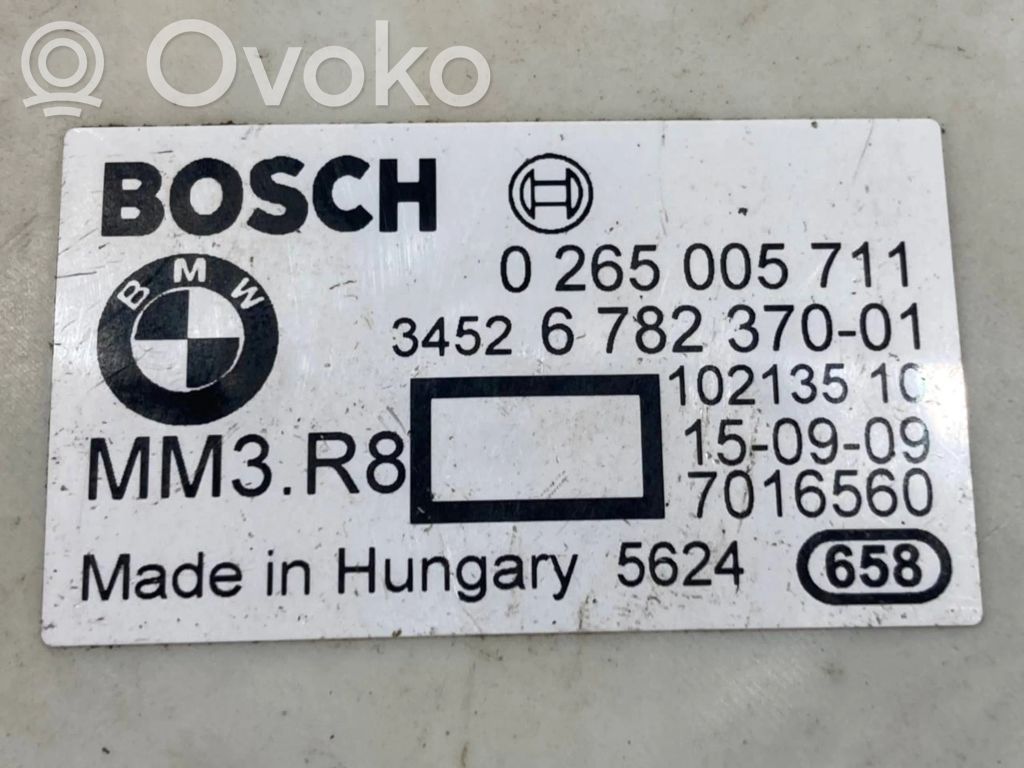 Ovoko
BOSCH
0 265 005 711
BMW
3452 6 782 370-01
102135 10
15-09-09
MM3.R8
7016560
Made in Hungary 5624 658